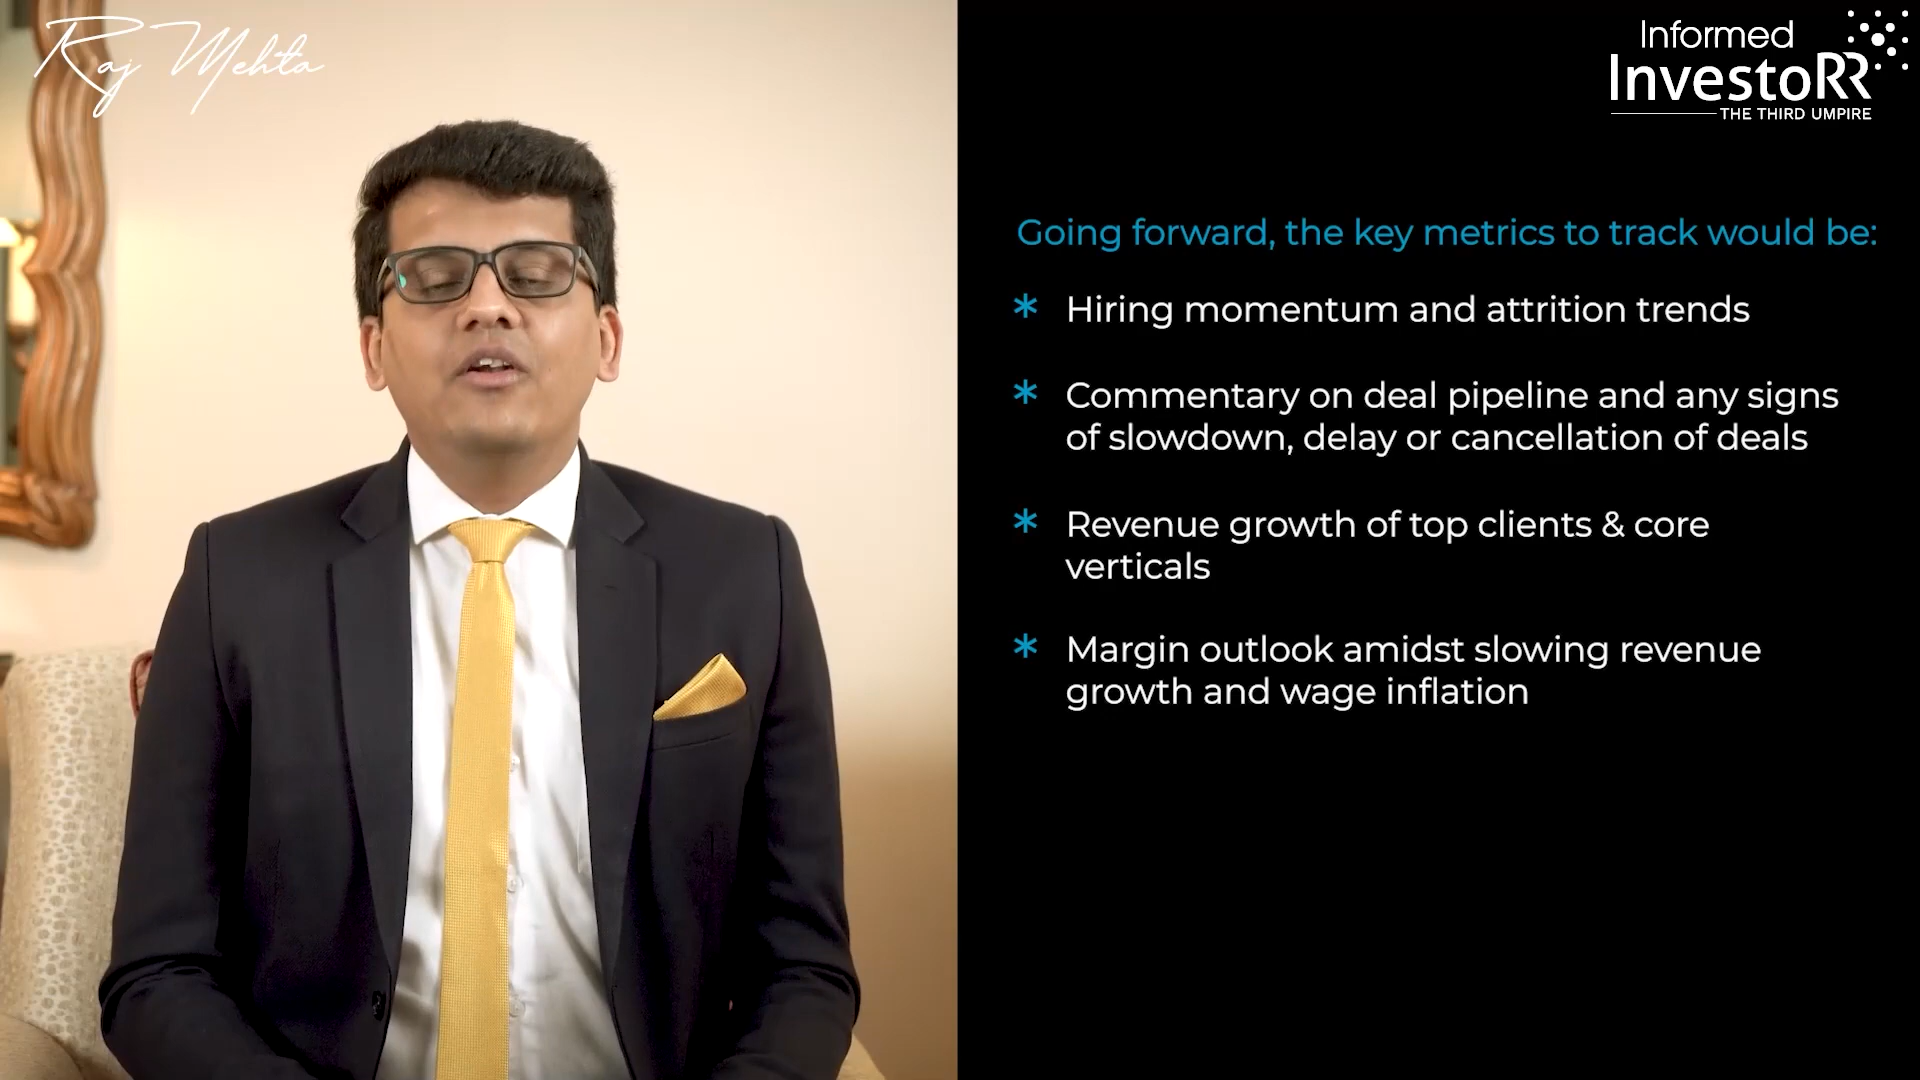 Raj Mehta
Informed
InvestoRR
THE THIRD UMPIRE
Going forward, the key metrics to track would be:
* Hiring momentum and attrition trends
* Commentary on deal pipeline and any signs
of slowdown, delay or cancellation of deals
* Revenue growth of top clients & core
verticals
* Margin outlook amidst slowing revenue
growth and wage inflation